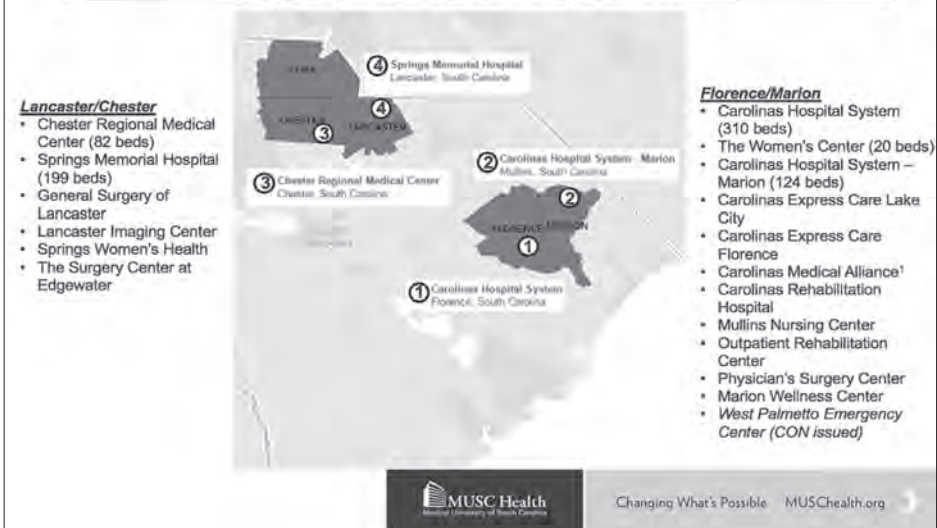 Lancaster/Chester
• Chester Regional Medical
Center (82 beds)
• Springs Memorial Hospital
(199 beds)
• General Surgery of
Lancaster
• Lancaster Imaging Center
• Springs Women's Health
• The Surgery Center at
Edgewater
YORK
CHESTER
3
4
LANCASTER
4 Springs Memorial Hospital
Lancaster, South Carolina
3 Chester Regional Medical Center
Chester, South Carolina
2 Carolinas Hospital System - Marion
Mullins, South Carolina
2
FLORENCE MARION
1
1 Carolinas Hospital System
Florence, South Carolina
Florence/Marion
• Carolinas Hospital System
(310 beds)
• The Women's Center (20 beds)
• Carolinas Hospital System –
Marion (124 beds)
• Carolinas Express Care Lake
City
• Carolinas Express Care
Florence
• Carolinas Medical Alliance¹
• Carolinas Rehabilitation
Hospital
• Mullins Nursing Center
• Outpatient Rehabilitation
Center
• Physician's Surgery Center
• Marion Wellness Center
• West Palmetto Emergency
Center (CON issued)
MUSC Health
Medical University of South Carolina
Changing What's Possible MUSChealth.org